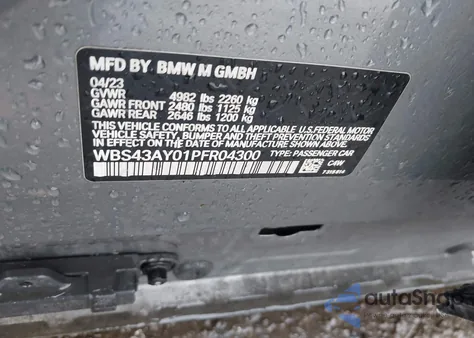 MFD BY. BMW M GMBH
04/23
GVWR 4982 lbs 2260 kg
GAWR FRONT 2480 lbs 1125 kg
GAWR REAR 2646 lbs 1200 kg
THIS VEHICLE CONFORMS TO ALL APPLICABLE U.S. FEDERAL MOTOR
VEHICLE SAFETY, BUMPER, AND THEFT PREVENTION STANDARDS
IN EFFECT ON THE DATE OF MANUFACTURE SHOWN ABOVE.
WBS43AY01PFR04300 TYPE: PASSENGER CAR
C4W
autoShop